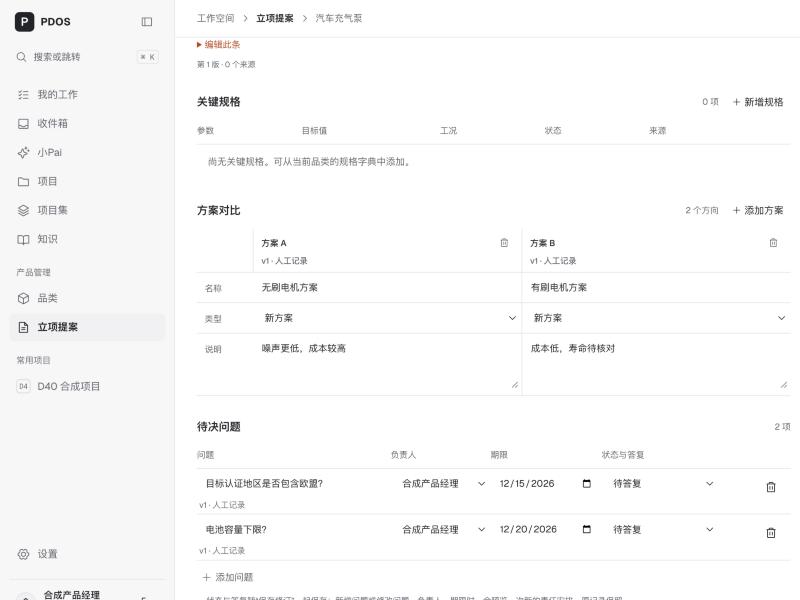 P PDOS
搜索或跳转 ⌘ K
我的工作
收件箱
小Pai
项目
项目集
知识
产品管理
品类
立项提案
常用项目
D4 D40 合成项目
设置
合成产品经理
工作空间 > 立项提案 > 汽车充气泵
编辑此条
第 1 版 · 0 个来源
关键规格 0 项 + 新增规格
参数 目标值 工况 状态 来源
尚无关键规格。可从当前品类的规格字典中添加。
方案对比 2 个方向 + 添加方案
方案 A 方案 B
v1 · 人工记录 v1 · 人工记录
名称 无刷电机方案 有刷电机方案
类型 新方案 新方案
说明 噪声更低，成本较高 成本低，寿命待核对
待决问题 2 项
问题 负责人 期限 状态与答复
目标认证地区是否包含欧盟? 合成产品经理 12/15/2026 待答复
v1 · 人工记录
电池容量下限? 合成产品经理 12/20/2026 待答复
v1 · 人工记录
+ 添加问题